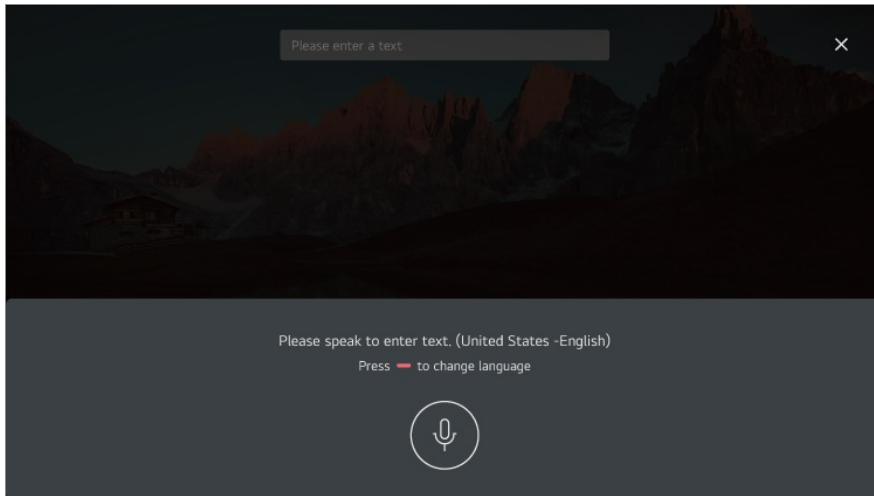 Please enter a text
Please speak to enter text. (United States -English)
Press to change language